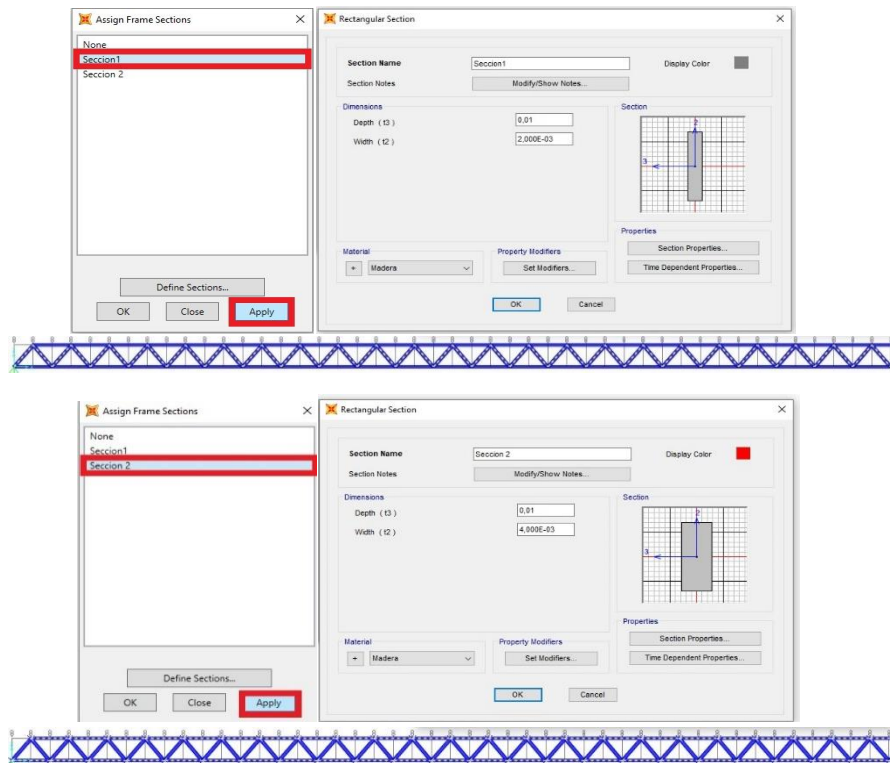 Assign Frame Sections
None
Seccion1
Seccion 2
Define Sections...
OK Close Apply
Rectangular Section
Section Name Seccion1 Display Color
Section Notes Modify/Show Notes...
Dimensions Section
Depth ( t3 ) 0,01
Width ( t2 ) 2,000E-03
2
3
Properties
Material Property Modifiers Section Properties...
+ Madera Set Modifiers... Time Dependent Properties...
OK Cancel
Assign Frame Sections
None
Seccion1
Seccion 2
Define Sections...
OK Close Apply
Rectangular Section
Section Name Seccion 2 Display Color
Section Notes Modify/Show Notes...
Dimensions Section
Depth ( t3 ) 0,01
Width ( t2 ) 4,000E-03
2
3
Properties
Material Property Modifiers Section Properties...
+ Madera Set Modifiers... Time Dependent Properties...
OK Cancel